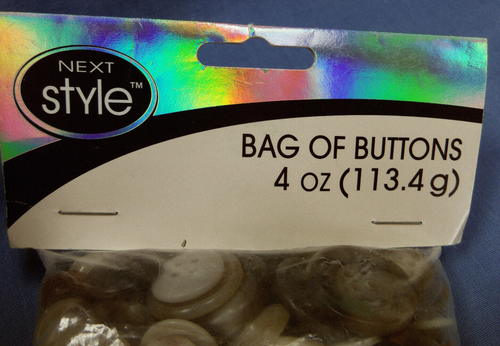 NEXT
style™
BAG OF BUTTONS
4 OZ (113.4 g)